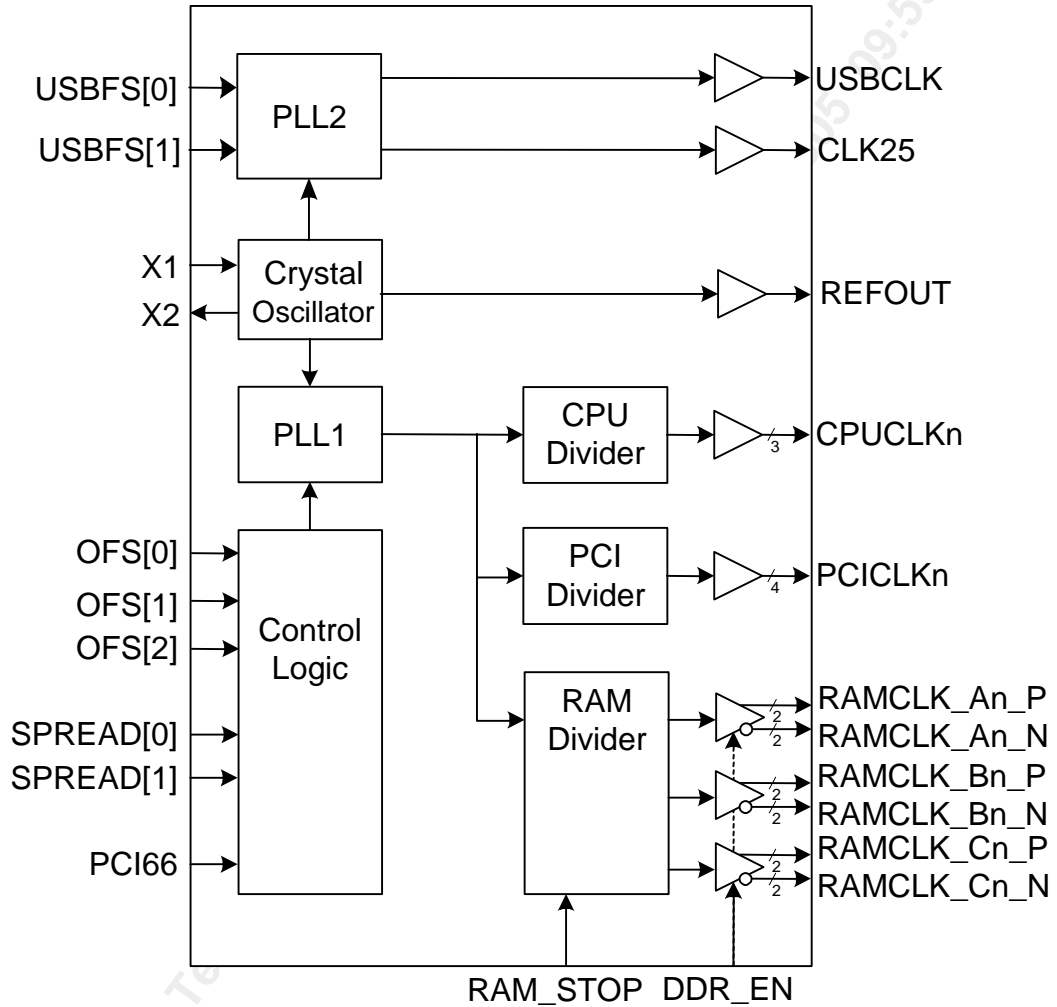 USBFS[0]
USBFS[1]
PLL2
USBCLK
CLK25
X1
X2
Crystal
Oscillator
REFOUT
PLL1
CPU
Divider
3
CPUCLKn
OFS[0]
OFS[1]
OFS[2]
SPREAD[0]
SPREAD[1]
PCI66
Control
Logic
PCI
Divider
4
PCICLKn
RAM
Divider
2
RAMCLK_An_P
2
RAMCLK_An_N
2
RAMCLK_Bn_P
2
RAMCLK_Bn_N
2
RAMCLK_Cn_P
2
RAMCLK_Cn_N
RAM_STOP
DDR_EN